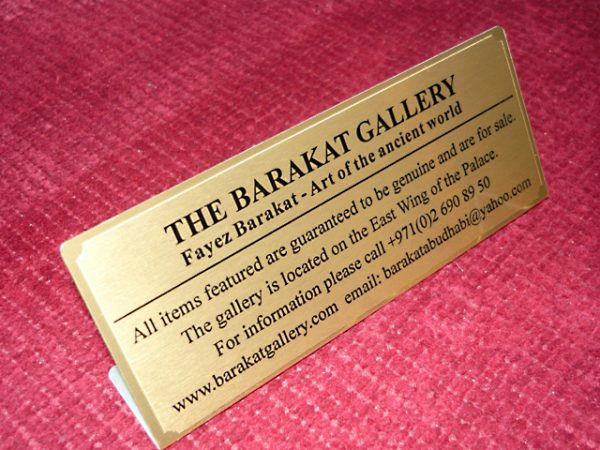 THE BARAKAT GALLERY
Fayez Barakat - Art of the ancient world
All items featured are guaranteed to be genuine and are for sale.
The gallery is located on the East Wing of the Palace.
For information please call +971(0)2 690 89 50
www.barakatgallery.com email: barakatabudhabi@yahoo.com